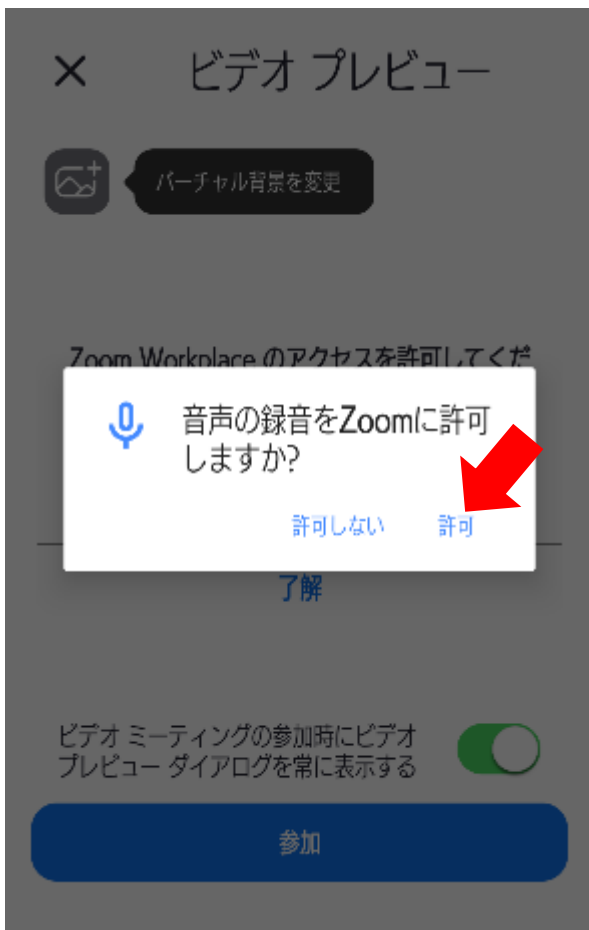 ビデオ プレビュー
バーチャル背景を変更
Zoom Workplace のアクセスを許可してくだ
音声の録音をZoomに許可
しますか?
許可しない 許可
了解
ビデオ ミーティングの参加時にビデオ
プレビュー ダイアログを常に表示する
参加